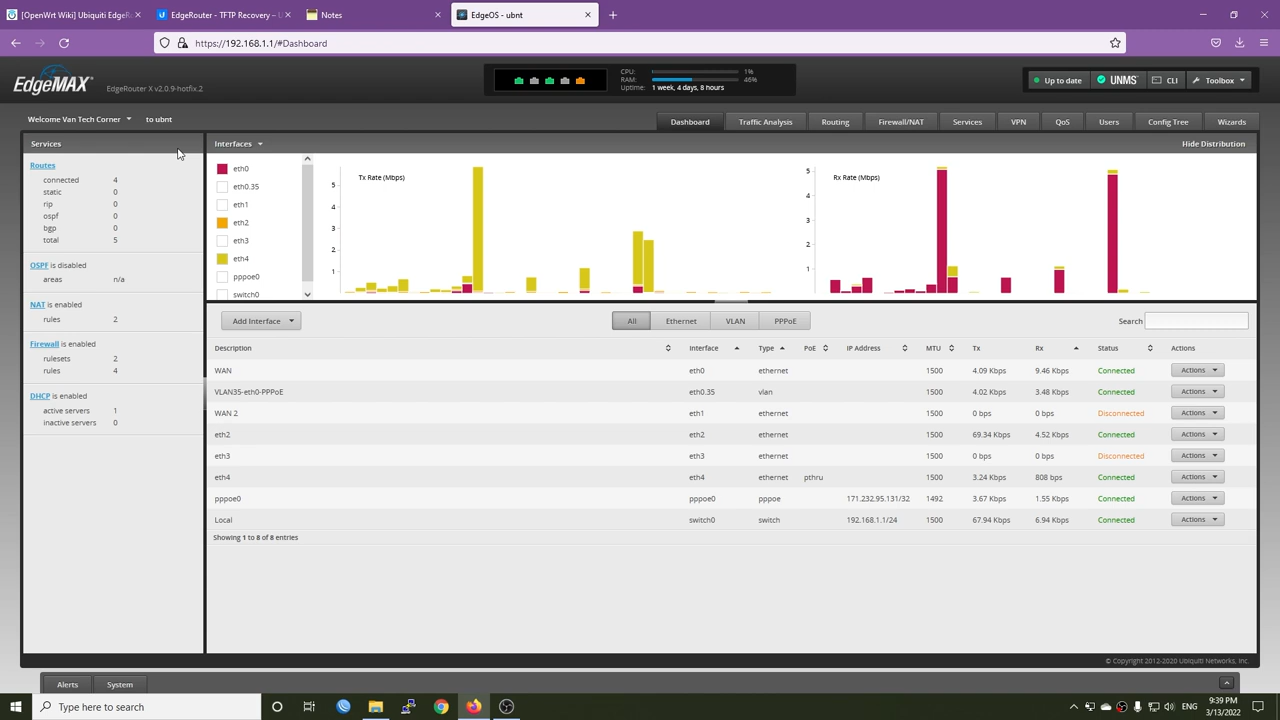 [OpenWrt Wiki] Ubiquiti EdgeR
EdgeRouter - TFTP Recovery –
Notes
EdgeOS - ubnt
https://192.168.1.1/#Dashboard
EdgeMAX
EdgeRouter X v2.0.9-hotfix.2
CPU: 1%
RAM: 46%
Uptime: 1 week, 4 days, 8 hours
Up to date
UNMS
CLI
Toolbox
Welcome Van Tech Corner to ubnt
Dashboard Traffic Analysis Routing Firewall/NAT Services VPN QoS Users Config Tree Wizards
Services
Routes
connected 4
static 0
rip 0
ospf 0
bgp 0
total 5
OSPF is disabled
areas n/a
NAT is enabled
rules 2
Firewall is enabled
rulesets 2
rules 4
DHCP is enabled
active servers 1
inactive servers 0
Interfaces
Hide Distribution
eth0
eth0.35
eth1
eth2
eth3
eth4
pppoe0
switch0
Tx Rate (Mbps)
5
4
3
2
1
Rx Rate (Mbps)
5
4
3
2
1
Add Interface
All Ethernet VLAN PPPoE
Search
Description Interface Type PoE IP Address MTU Tx Rx Status Actions
WAN eth0 ethernet 1500 4.09 Kbps 9.46 Kbps Connected Actions
VLAN35-eth0-PPPoE eth0.35 vlan 1500 4.02 Kbps 3.48 Kbps Connected Actions
WAN 2 eth1 ethernet 1500 0 bps 0 bps Disconnected Actions
eth2 eth2 ethernet 1500 69.34 Kbps 4.52 Kbps Connected Actions
eth3 eth3 ethernet 1500 0 bps 0 bps Disconnected Actions
eth4 eth4 ethernet pthru 1500 3.24 Kbps 808 bps Connected Actions
pppoe0 pppoe0 pppoe 171.232.95.131/32 1492 3.67 Kbps 1.55 Kbps Connected Actions
Local switch0 switch 192.168.1.1/24 1500 67.94 Kbps 6.94 Kbps Connected Actions
Showing 1 to 8 of 8 entries
© Copyright 2012-2020 Ubiquiti Networks, Inc.
Alerts System
Type here to search
ENG
9:39 PM
3/13/2022